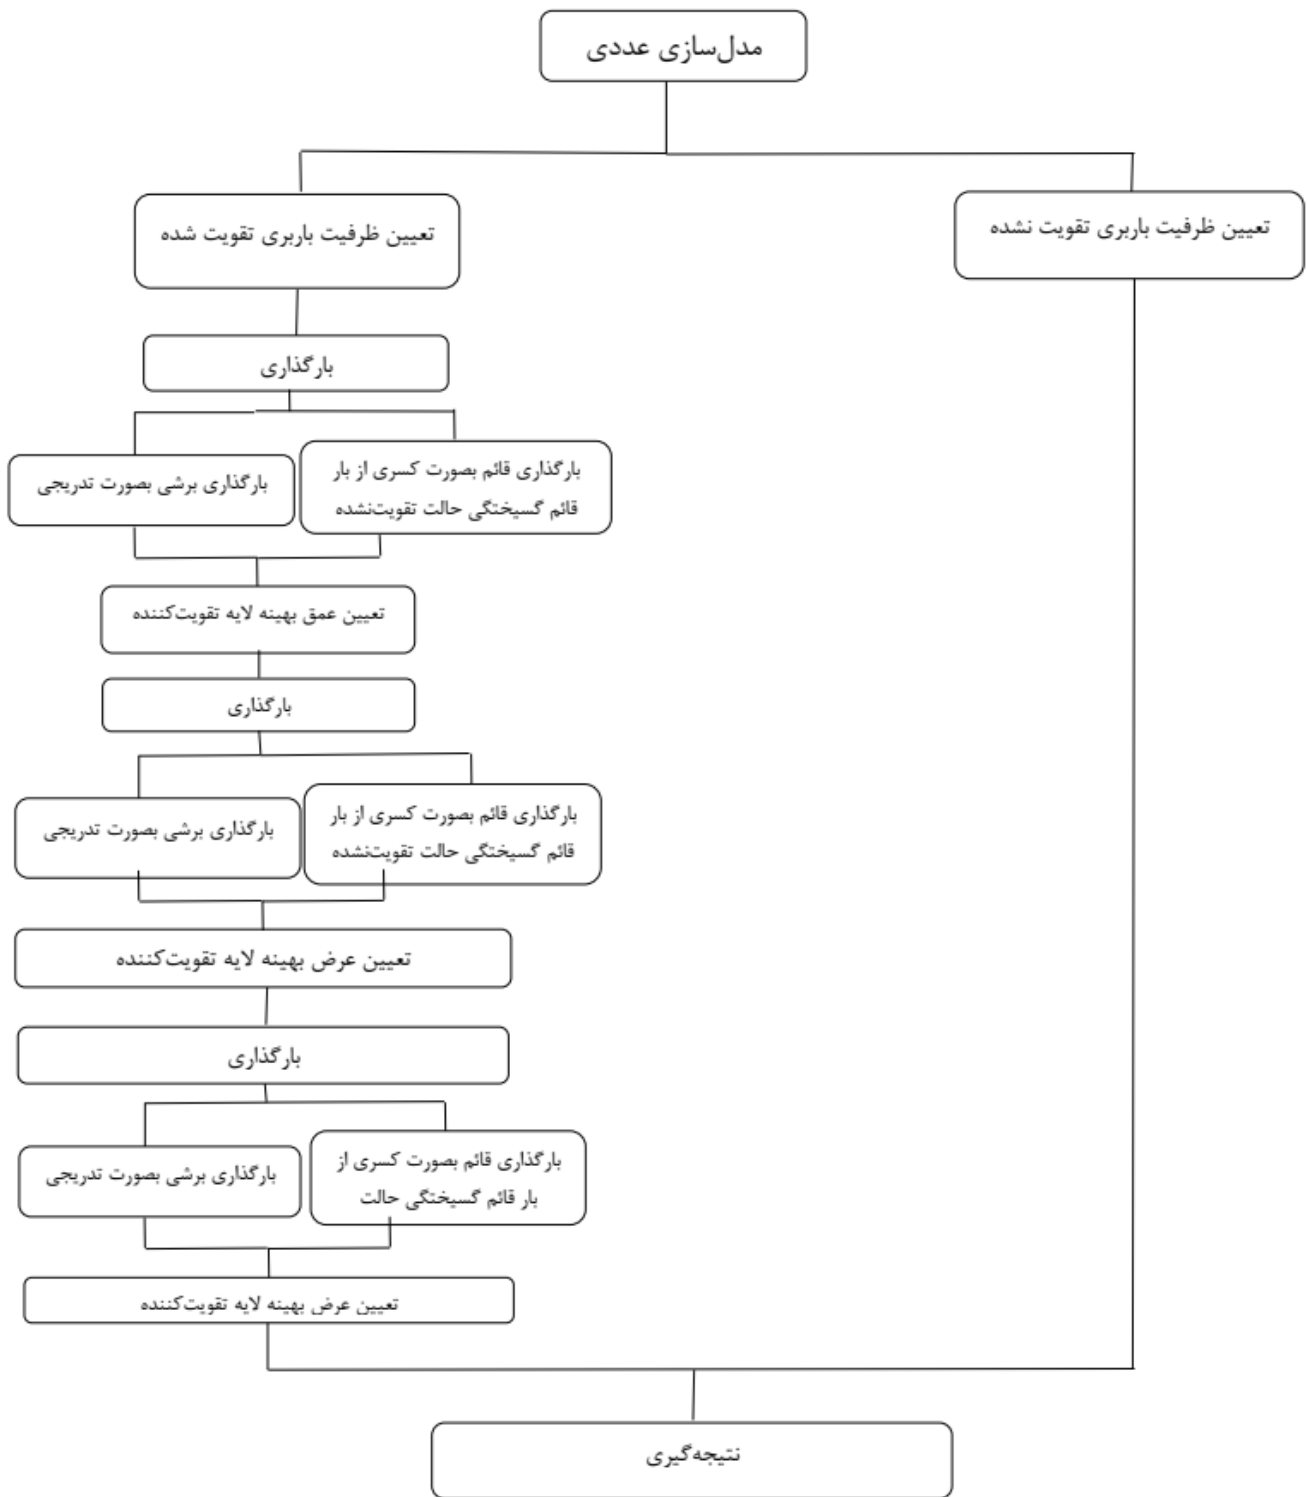 مدل‌سازی عددی
تعیین ظرفیت باربری تقویت نشده
تعیین ظرفیت باربری تقویت شده
بارگذاری
بارگذاری قائم بصورت کسری از بار
قائم گسیختگی حالت تقویت‌نشده
بارگذاری برشی بصورت تدریجی
تعیین عمق بهینه لایه تقویت‌کننده
بارگذاری
بارگذاری قائم بصورت کسری از بار
قائم گسیختگی حالت تقویت‌نشده
بارگذاری برشی بصورت تدریجی
تعیین عرض بهینه لایه تقویت‌کننده
بارگذاری
بارگذاری قائم بصورت کسری از
بار قائم گسیختگی حالت
بارگذاری برشی بصورت تدریجی
تعیین عرض بهینه لایه تقویت‌کننده
نتیجه‌گیری